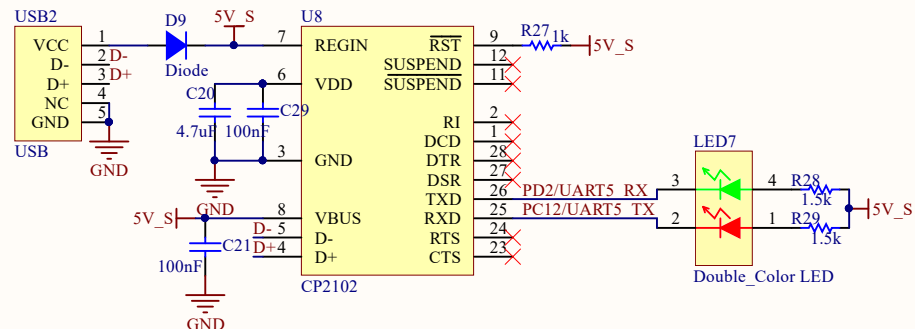 USB2
VCC
D-
D+
NC
GND
1
2
3
4
5
D-
D+
USB
GND
D9
Diode
5V_S
U8
7
REGIN
6
VDD
C20
4.7uF
C29
100nF
3
GND
GND
5V_S
8
VBUS
D-
5
D-
D+
4
D+
C21
100nF
GND
CP2102
RST
9
R27
1k
5V_S
SUSPEND
12
SUSPEND
11
RI
2
DCD
1
DTR
28
DSR
27
TXD
26
PD2/UART5_RX
RXD
25
PC12/UART5_TX
RTS
24
CTS
23
LED7
3
4
R28
1.5k
5V_S
2
1
R29
1.5k
Double_Color LED